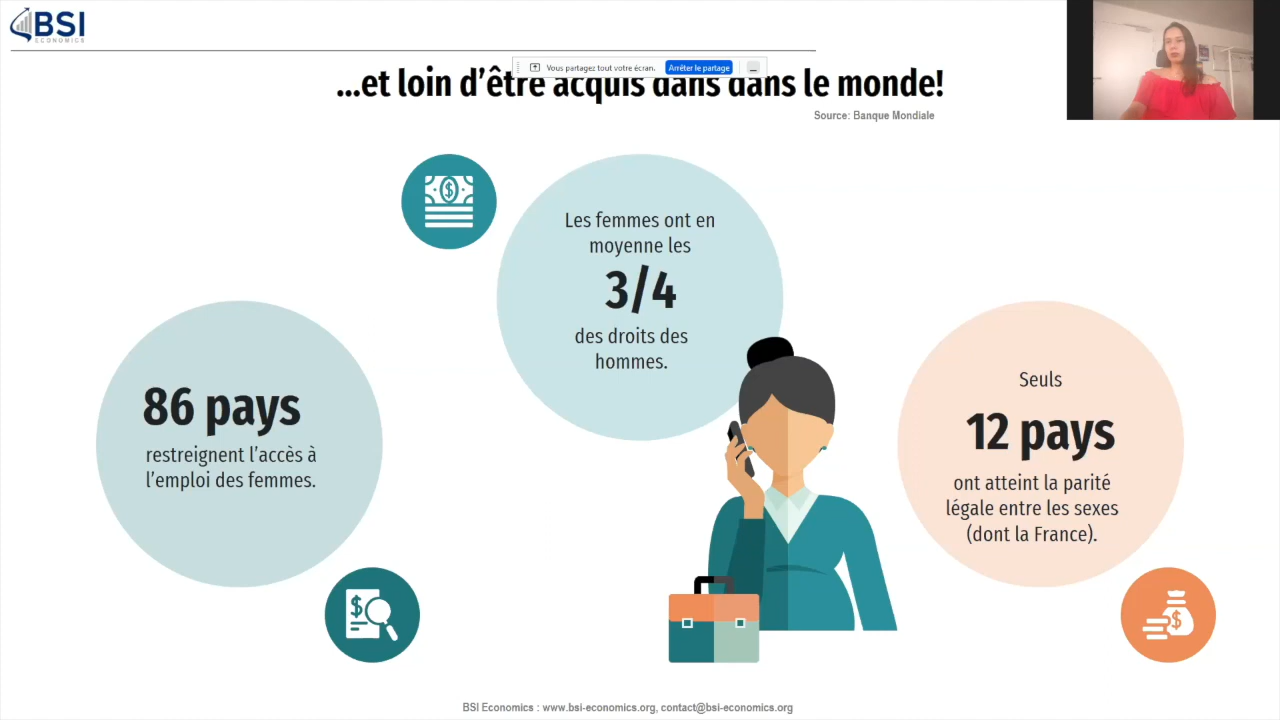 BSI
ECONOMICS
Vous partagez tout votre écran. Arrêter le partage
...et loin d'être acquis dans dans le monde!
Source: Banque Mondiale
Les femmes ont en
moyenne les
3/4
des droits des
hommes.
86 pays
restreignent l'accès à
l'emploi des femmes.
Seuls
12 pays
ont atteint la parité
légale entre les sexes
(dont la France).
BSI Economics : www.bsi-economics.org, contact@bsi-economics.org